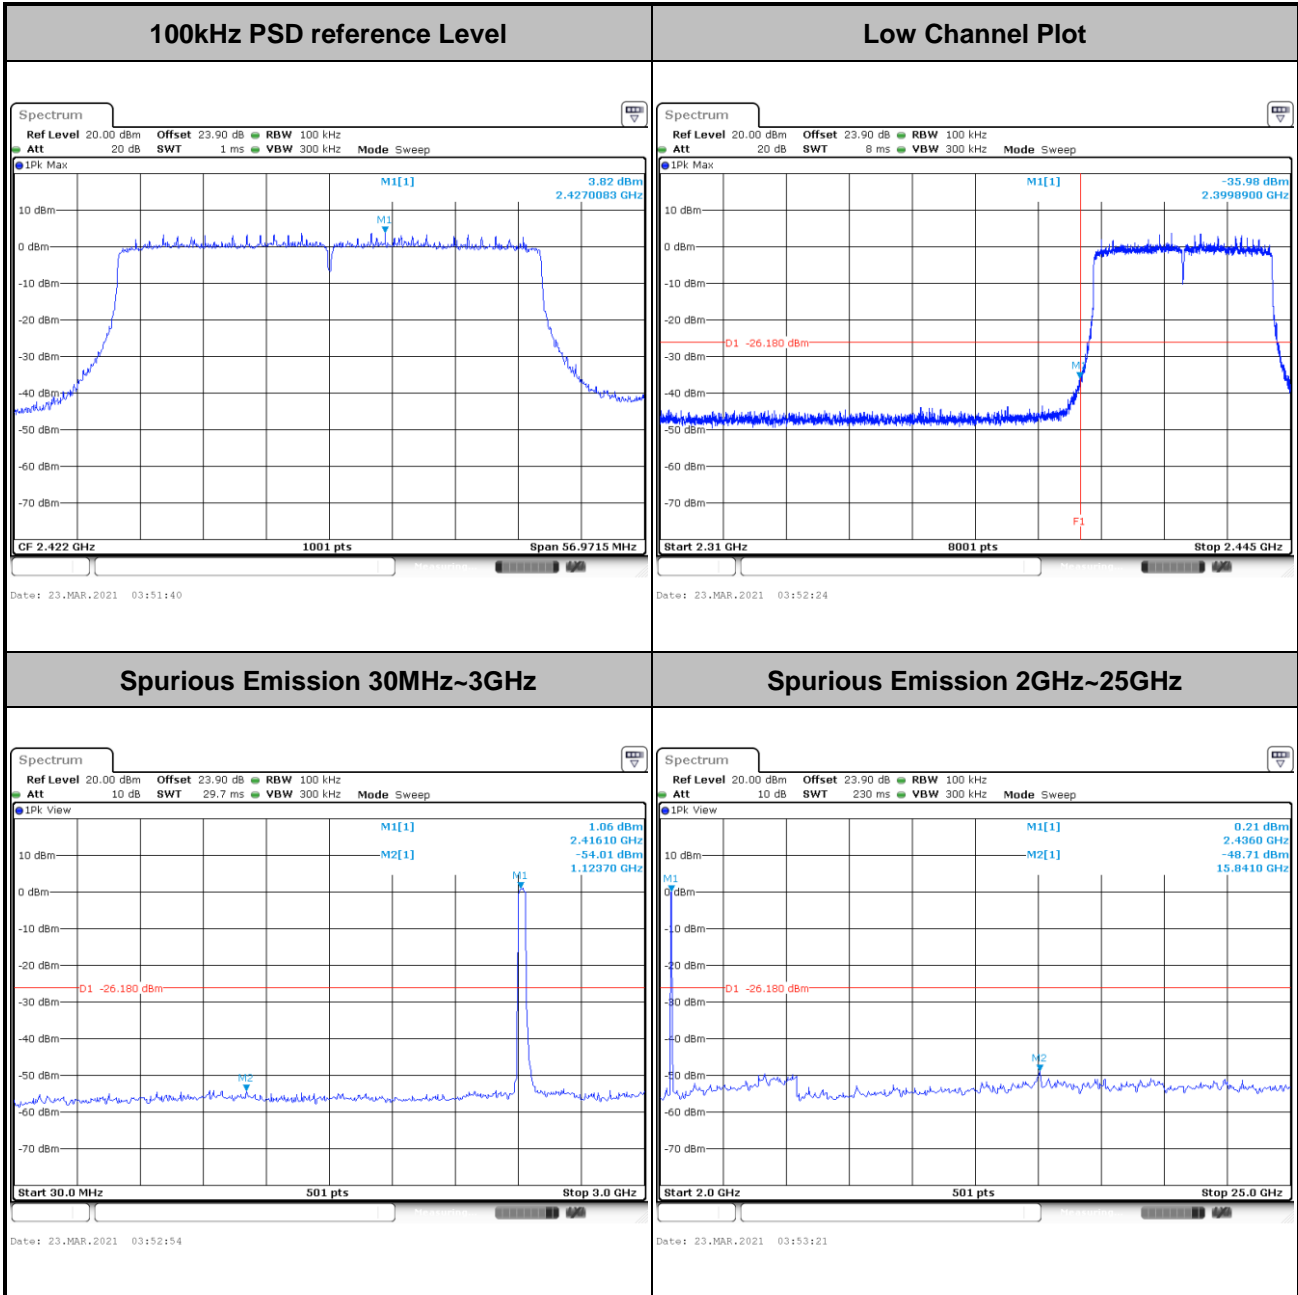 100kHz PSD reference Level
Low Channel Plot
Spectrum
Ref Level 20.00 dBm Offset 23.90 dB RBW 100 kHz
Att 20 dB SWT 1 ms VBW 300 kHz Mode Sweep
1Pk Max
M1[1] 3.82 dBm
2.4270083 GHz
M1
10 dBm
0 dBm
-10 dBm
-20 dBm
-30 dBm
-40 dBm
-50 dBm
-60 dBm
-70 dBm
CF 2.422 GHz 1001 pts Span 56.9715 MHz
Measuring
Date: 23.MAR.2021 03:51:40
Spectrum
Ref Level 20.00 dBm Offset 23.90 dB RBW 100 kHz
Att 20 dB SWT 8 ms VBW 300 kHz Mode Sweep
1Pk Max
M1[1] -35.98 dBm
2.3998900 GHz
10 dBm
0 dBm
-10 dBm
-20 dBm
D1 -26.180 dBm
-30 dBm
-40 dBm
-50 dBm
-60 dBm
-70 dBm
F1
Start 2.31 GHz 8001 pts Stop 2.445 GHz
Measuring
Date: 23.MAR.2021 03:52:24
Spurious Emission 30MHz~3GHz
Spurious Emission 2GHz~25GHz
Spectrum
Ref Level 20.00 dBm Offset 23.90 dB RBW 100 kHz
Att 10 dB SWT 29.7 ms VBW 300 kHz Mode Sweep
1Pk View
M1[1] 1.06 dBm
2.41610 GHz
M2[1] -54.01 dBm
1.12370 GHz
M1
10 dBm
0 dBm
-10 dBm
-20 dBm
D1 -26.180 dBm
-30 dBm
-40 dBm
-50 dBm
M2
-60 dBm
-70 dBm
Start 30.0 MHz 501 pts Stop 3.0 GHz
Measuring
Date: 23.MAR.2021 03:52:54
Spectrum
Ref Level 20.00 dBm Offset 23.90 dB RBW 100 kHz
Att 10 dB SWT 230 ms VBW 300 kHz Mode Sweep
1Pk View
M1[1] 0.21 dBm
2.4360 GHz
M2[1] -48.71 dBm
15.8410 GHz
10 dBm
M1
0 dBm
-10 dBm
-20 dBm
D1 -26.180 dBm
-30 dBm
-40 dBm
M2
-50 dBm
-60 dBm
-70 dBm
Start 2.0 GHz 501 pts Stop 25.0 GHz
Measuring
Date: 23.MAR.2021 03:53:21